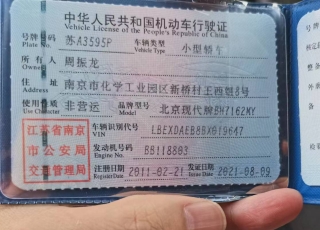 中华人民共和国机动车行驶证
Vehicle License of the People's Republic of China
号牌号码 苏A3595P 车辆类型 小型轿车
Plate No. Vehicle Type
所有人 周振龙
Owner
住址 南京市化学工业园区新桥村王西组8号
Address
使用性质 非营运 品牌型号 北京现代牌BH7162MY
Use Character Model
江苏省南京
市公安局
交通管理局
车辆识别代号 LBEXDAEB8BX019647
VIN
发动机号码 BB118803
Engine No.
注册日期 2011-02-21 发证日期 2021-08-09
Register Date Issue Date